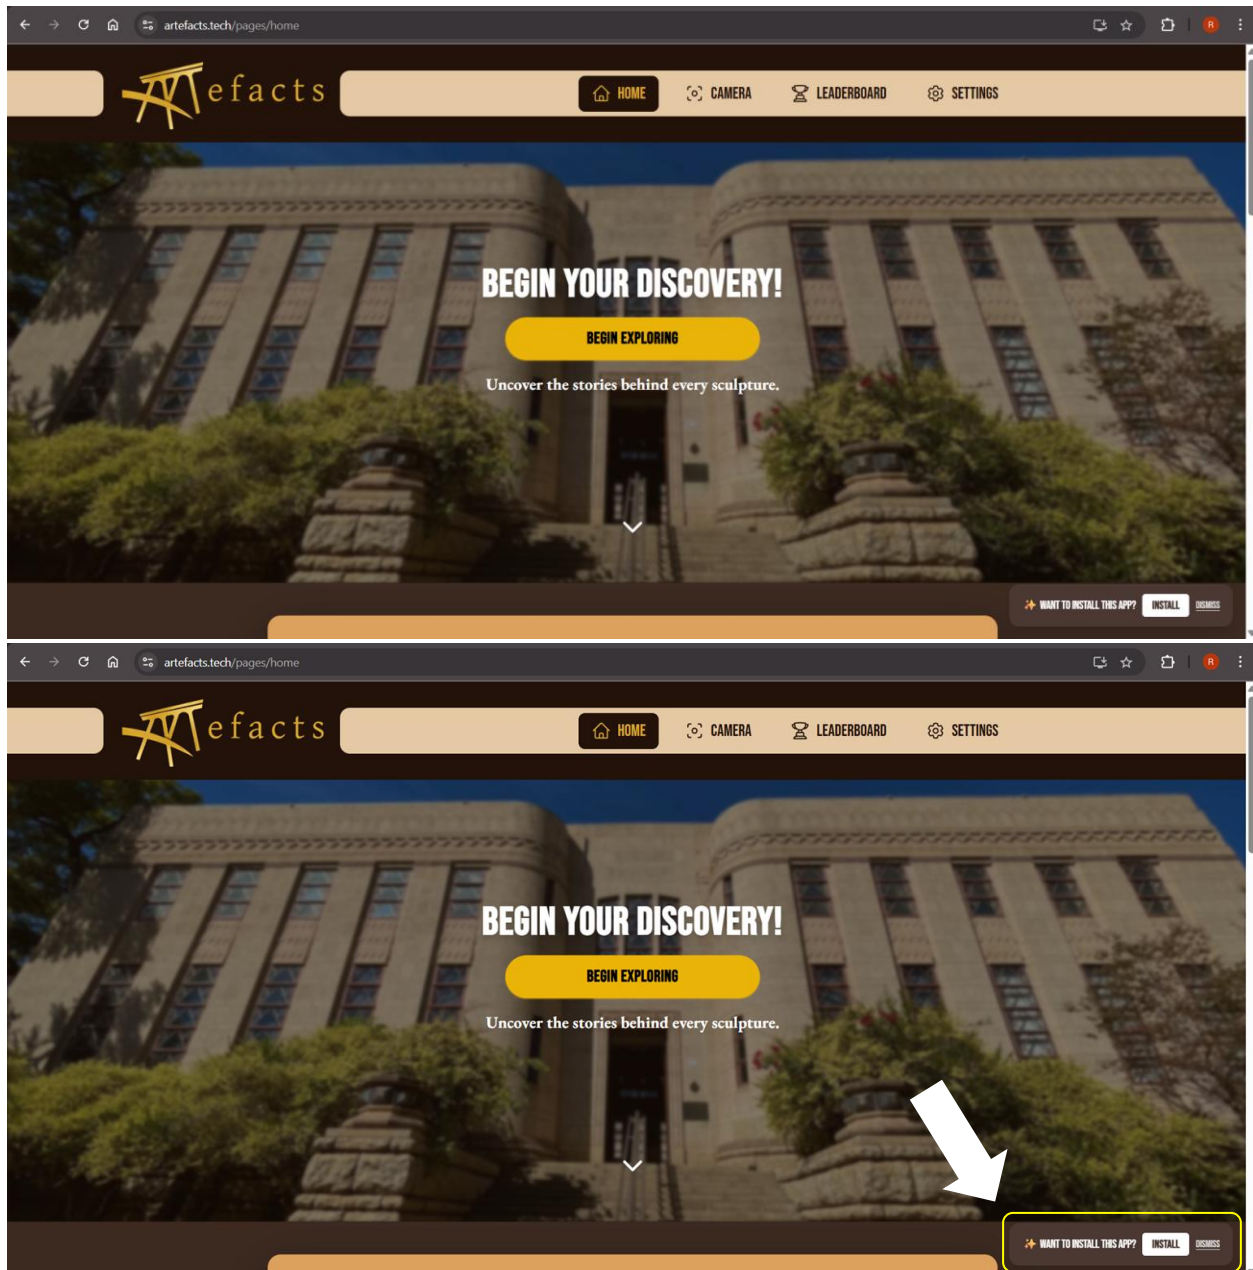 artefacts.tech/pages/home
R
Artefacts
HOME
CAMERA
LEADERBOARD
SETTINGS
BEGIN YOUR DISCOVERY!
BEGIN EXPLORING
Uncover the stories behind every sculpture.
✨ WANT TO INSTALL THIS APP? INSTALL DISMISS
artefacts.tech/pages/home
R
Artefacts
HOME
CAMERA
LEADERBOARD
SETTINGS
BEGIN YOUR DISCOVERY!
BEGIN EXPLORING
Uncover the stories behind every sculpture.
✨ WANT TO INSTALL THIS APP? INSTALL DISMISS